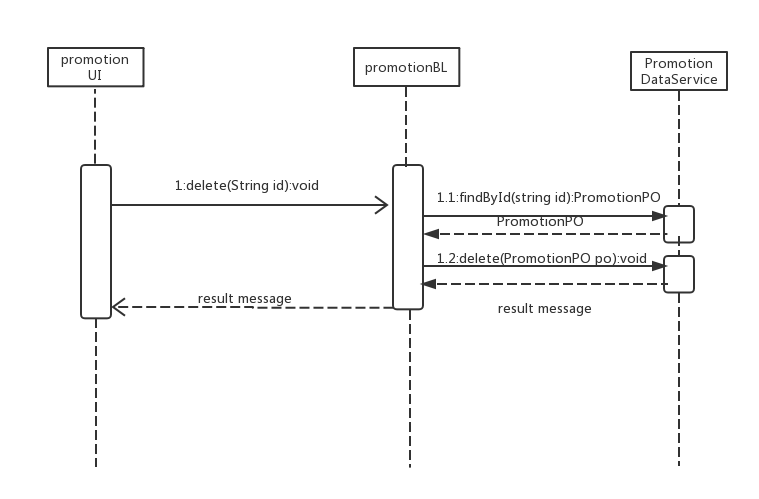 promotion
UI
promotionBL
Promotion
DataService
1:delete(String id):void
1.1:findById(string id):PromotionPO
PromotionPO
1.2:delete(PromotionPO po):void
result message
result message